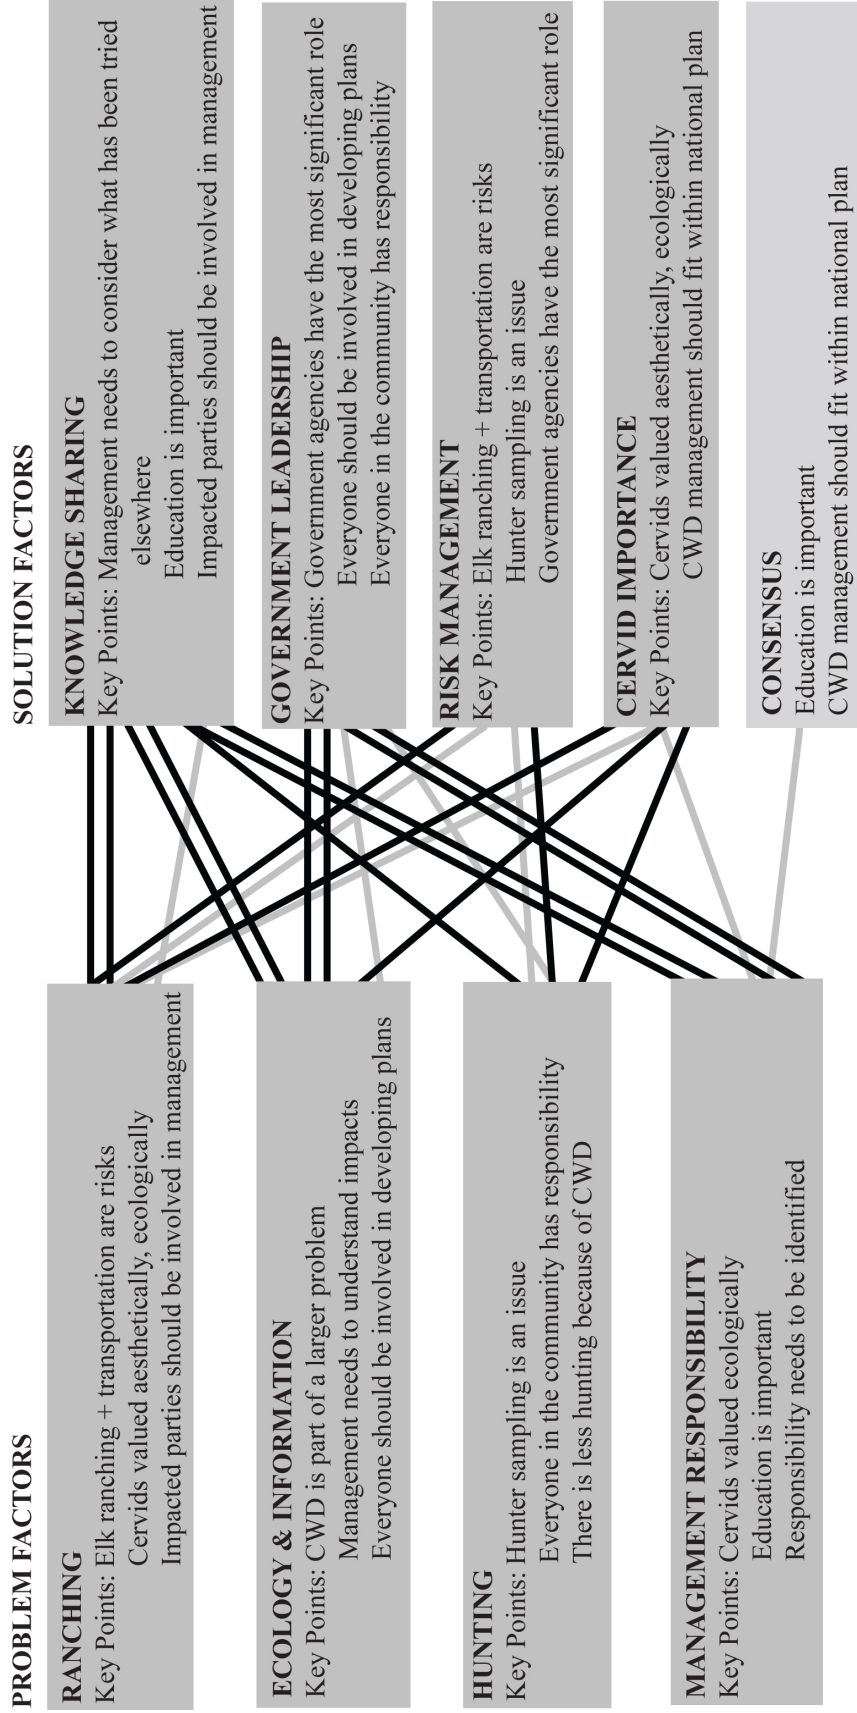 PROBLEM FACTORS
RANCHING
Key Points: Elk ranching + transportation are risks
Cervids valued aesthetically, ecologically
Impacted parties should be involved in management
ECOLOGY & INFORMATION
Key Points: CWD is part of a larger problem
Management needs to understand impacts
Everyone should be involved in developing plans
HUNTING
Key Points: Hunter sampling is an issue
Everyone in the community has responsibility
There is less hunting because of CWD
MANAGEMENT RESPONSIBILITY
Key Points: Cervids valued ecologically
Education is important
Responsibility needs to be identified
SOLUTION FACTORS
KNOWLEDGE SHARING
Key Points: Management needs to consider what has been tried
elsewhere
Education is important
Impacted parties should be involved in management
GOVERNMENT LEADERSHIP
Key Points: Government agencies have the most significant role
Everyone should be involved in developing plans
Everyone in the community has responsibility
RISK MANAGEMENT
Key Points: Elk ranching + transportation are risks
Hunter sampling is an issue
Government agencies have the most significant role
CERVID IMPORTANCE
Key Points: Cervids valued aesthetically, ecologically
CWD management should fit within national plan
CONSENSUS
Education is important
CWD management should fit within national plan